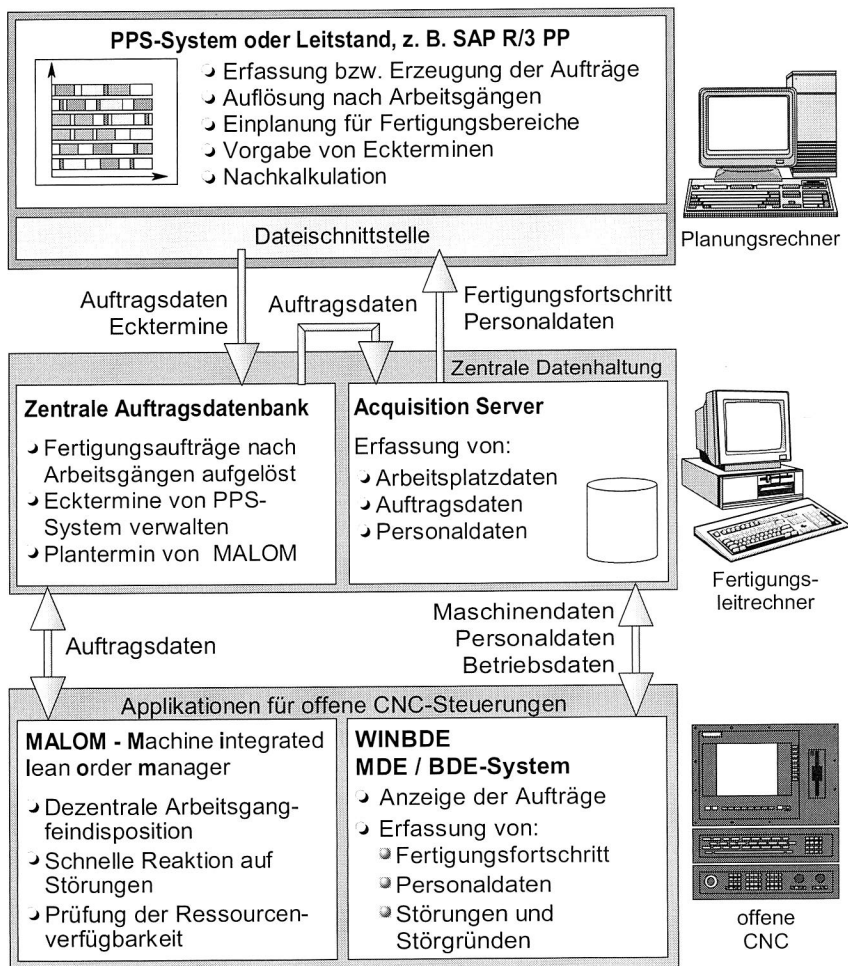 PPS-System oder Leitstand, z. B. SAP R/3 PP
Erfassung bzw. Erzeugung der Aufträge
Auflösung nach Arbeitsgängen
Einplanung für Fertigungsbereiche
Vorgabe von Eckterminen
Nachkalkulation
Dateischnittstelle
Planungsrechner
Auftragsdaten
Ecktermine
Auftragsdaten
Fertigungsfortschritt
Personaldaten
Zentrale Datenhaltung
Zentrale Auftragsdatenbank
Fertigungsaufträge nach
Arbeitsgängen aufgelöst
Ecktermine von PPS-
System verwalten
Plantermin von MALOM
Acquisition Server
Erfassung von:
Arbeitsplatzdaten
Auftragsdaten
Personaldaten
Fertigungs-
leitrechner
Auftragsdaten
Maschinendaten
Personaldaten
Betriebsdaten
Applikationen für offene CNC-Steuerungen
MALOM - Machine integrated
lean order manager
Dezentrale Arbeitsgang-
feindisposition
Schnelle Reaktion auf
Störungen
Prüfung der Ressourcen-
verfügbarkeit
WINBDE
MDE / BDE-System
Anzeige der Aufträge
Erfassung von:
Fertigungsfortschritt
Personaldaten
Störungen und
Störgründen
offene
CNC